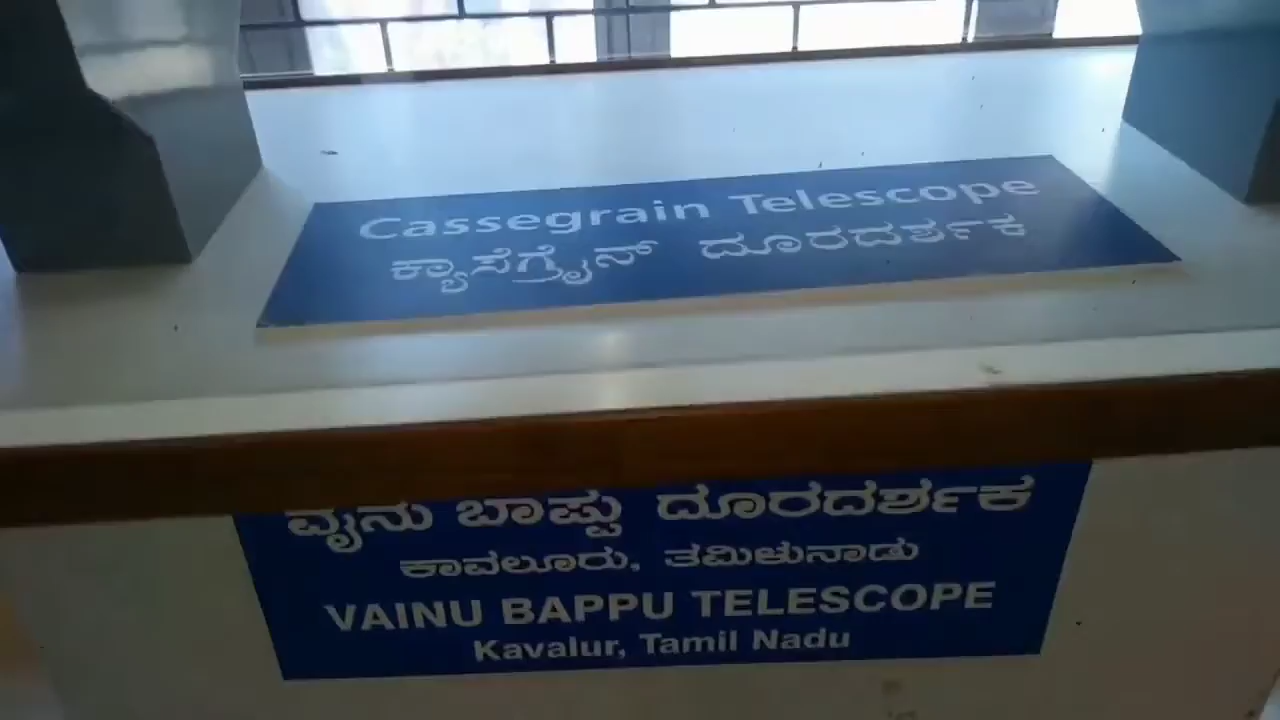 Cassegrain Telescope
ಕ್ಯಾಸೆಗ್ರೈನ್ ದೂರದರ್ಶಕ
ವೈನು ಬಾಪ್ಪು ದೂರದರ್ಶಕ
ಕಾವಲೂರು, ತಮಿಳುನಾಡು
VAINU BAPPU TELESCOPE
Kavalur, Tamil Nadu